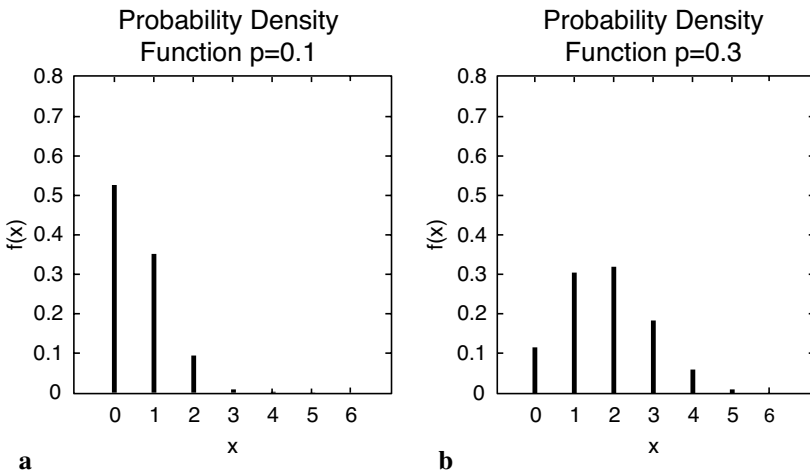 Probability Density
Function p=0.1
0.8
0.7
0.6
0.5
0.4
0.3
0.2
0.1
0
f(x)
0 1 2 3 4 5 6
x
a
Probability Density
Function p=0.3
0.8
0.7
0.6
0.5
0.4
0.3
0.2
0.1
0
f(x)
0 1 2 3 4 5 6
x
b